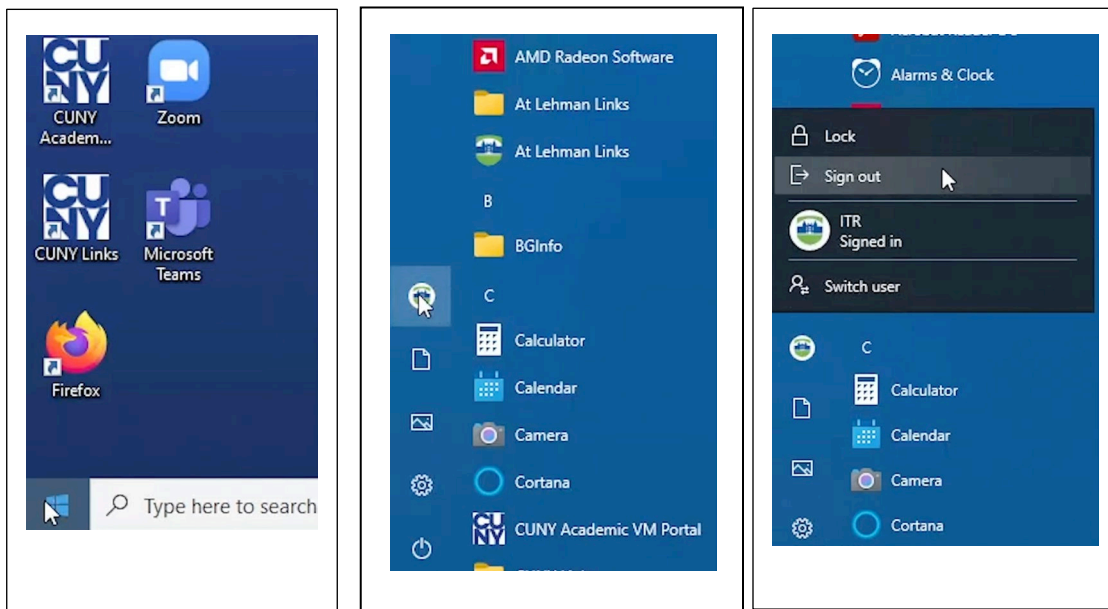 CUNY
CUNY
Academ...
Zoom
CUNY
CUNY Links
T
Microsoft
Teams
Firefox
Type here to search
AMD Radeon Software
At Lehman Links
At Lehman Links
B
BGInfo
C
Calculator
Calendar
Camera
Cortana
CUNY
CUNY Academic VM Portal
Alarms & Clock
Lock
Sign out
ITR
Signed in
Switch user
C
Calculator
Calendar
Camera
Cortana